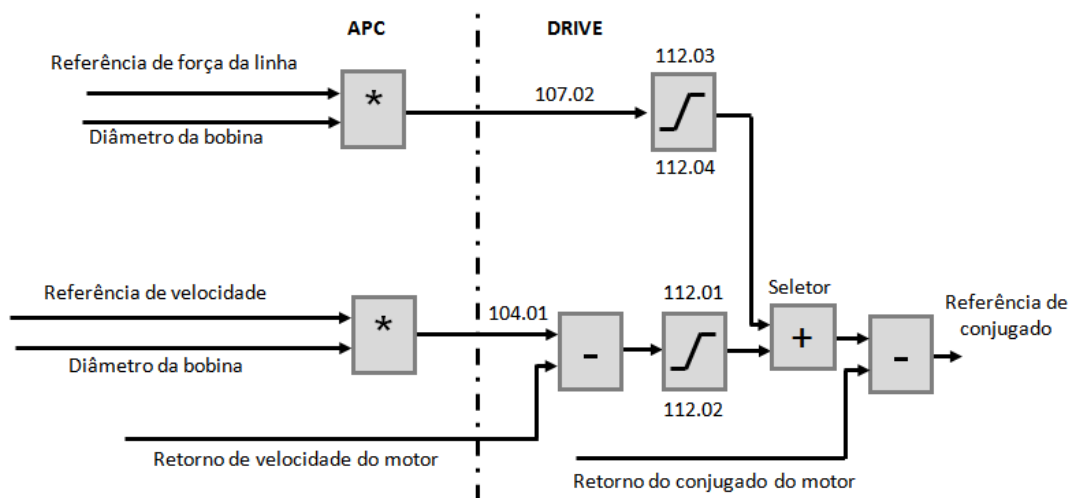 APC
DRIVE
Referência de força da linha
*
Diâmetro da bobina
107.02
112.03
112.04
Referência de velocidade
*
Diâmetro da bobina
104.01
-
112.01
112.02
Seletor
+
-
Referência de
conjugado
Retorno de velocidade do motor
Retorno do conjugado do motor